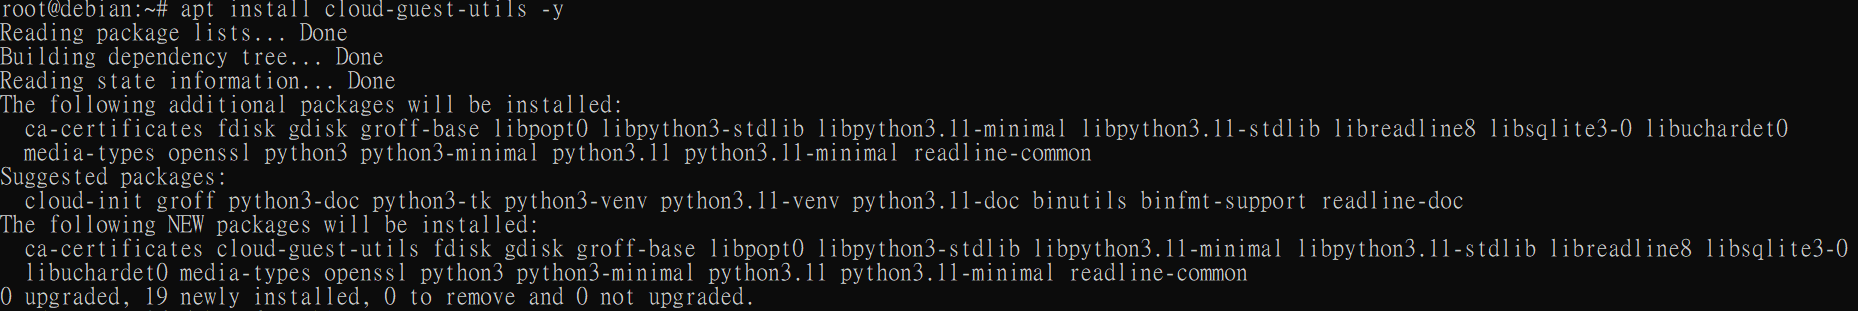 root@debian:~# apt install cloud-guest-utils -y
Reading package lists... Done
Building dependency tree... Done
Reading state information... Done
The following additional packages will be installed:
  ca-certificates fdisk gdisk groff-base libpopt0 libpython3-stdlib libpython3.11-minimal libpython3.11-stdlib libreadline8 libsqlite3-0 libuchardet0
  media-types openssl python3 python3-minimal python3.11 python3.11-minimal readline-common
Suggested packages:
  cloud-init groff python3-doc python3-tk python3-venv python3.11-venv python3.11-doc binutils binfmt-support readline-doc
The following NEW packages will be installed:
  ca-certificates cloud-guest-utils fdisk gdisk groff-base libpopt0 libpython3-stdlib libpython3.11-minimal libpython3.11-stdlib libreadline8 libsqlite3-0
  libuchardet0 media-types openssl python3 python3-minimal python3.11 python3.11-minimal readline-common
0 upgraded, 19 newly installed, 0 to remove and 0 not upgraded.